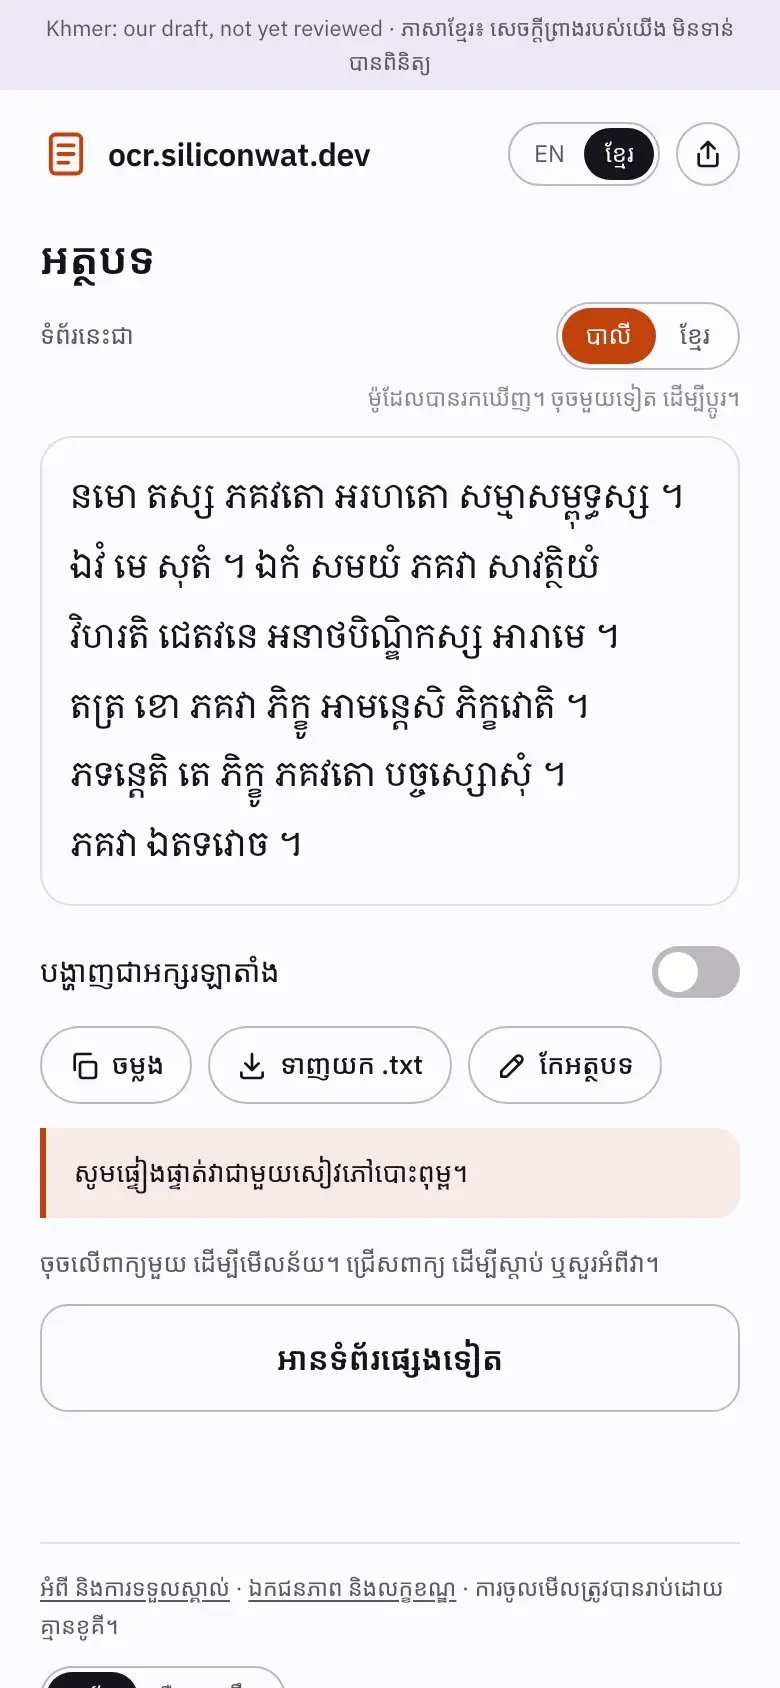 Khmer: our draft, not yet reviewed · ភាសាខ្មែរ៖ សេចក្ដីព្រាងរបស់យើង មិនទាន់
បានពិនិត្យ
ocr.siliconwat.dev
EN ខ្មែរ
អត្ថបទ
ទំព័រនេះជា
បាលី ខ្មែរ
ម៉ូដែលបានរកឃើញ។ ចុចមួយទៀត ដើម្បីប្ដូរ។
នមោ តស្ស ភគវតោ អរហតោ សម្មាសម្ពុទ្ធស្ស ។
ឯវំ មេ សុតំ ។ ឯកំ សមយំ ភគវា សាវត្ថិយំ
វិហរតិ ជេតវនេ អនាថបិណ្ឌិកស្ស អារាមេ ។
តត្រ ខោ ភគវា ភិក្ខូ អាមន្តេសិ ភិក្ខវោតិ ។
ភទន្តេតិ តេ ភិក្ខូ ភគវតោ បច្ចស្សោសុំ ។
ភគវា ឯតទវោច ។
បង្ហាញជាអក្សរឡាតាំង
ចម្លង
ទាញយក .txt
កែអត្ថបទ
សូមផ្ទៀងផ្ទាត់វាជាមួយសៀវភៅបោះពុម្ព។
ចុចលើពាក្យមួយ ដើម្បីមើលន័យ។ ជ្រើសពាក្យ ដើម្បីស្ដាប់ ឬសួរអំពីវា។
អានទំព័រផ្សេងទៀត
អំពី និងការទទួលស្គាល់ · ឯកជនភាព និងលក្ខខណ្ឌ · ការចូលមើលត្រូវបានរាប់ដោយ
គ្មានខូគី។